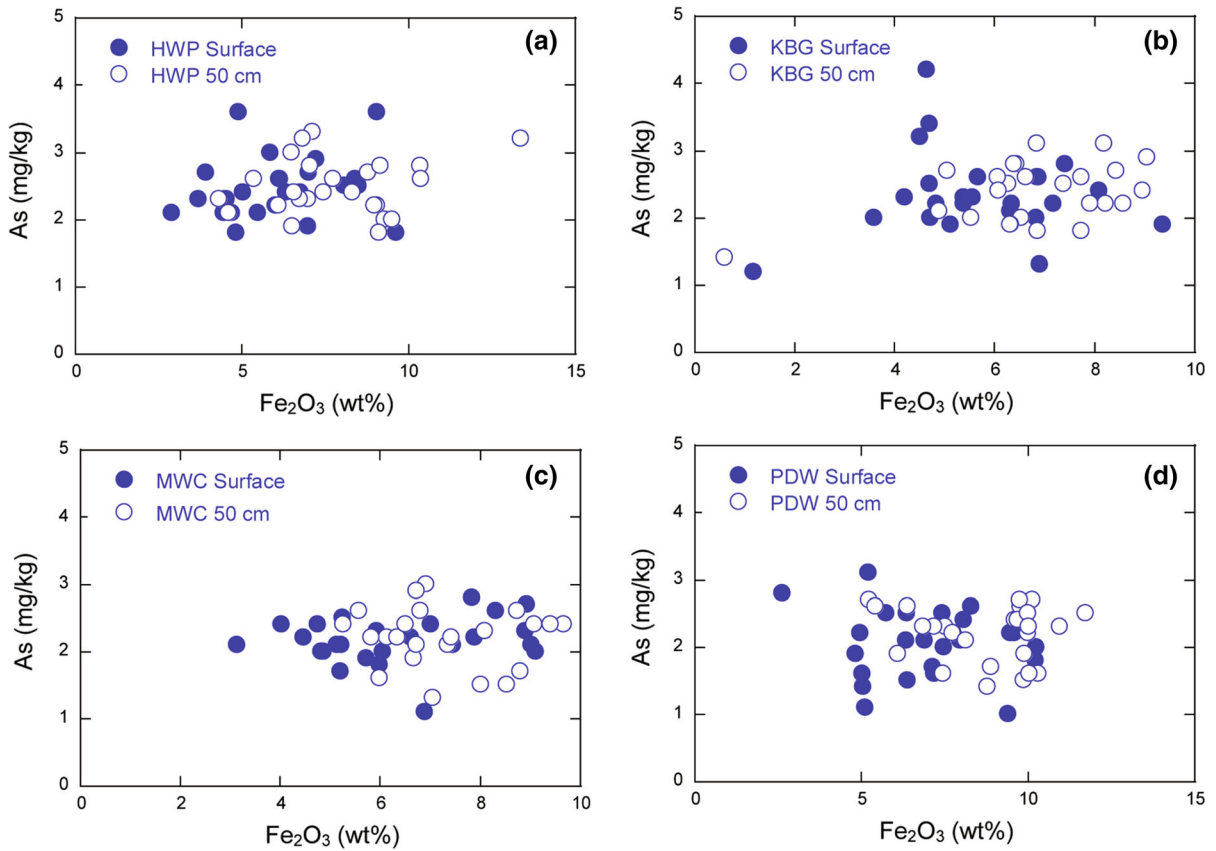 (a)
HWP Surface
HWP 50 cm
5
4
3
2
1
0
As (mg/kg)
0 5 10 15
Fe₂O₃ (wt%)
(b)
KBG Surface
KBG 50 cm
5
4
3
2
1
0
As (mg/kg)
0 2 4 6 8 10
Fe₂O₃ (wt%)
(c)
MWC Surface
MWC 50 cm
5
4
3
2
1
0
As (mg/kg)
0 2 4 6 8 10
Fe₂O₃ (wt%)
(d)
PDW Surface
PDW 50 cm
5
4
3
2
1
0
As (mg/kg)
0 5 10 15
Fe₂O₃ (wt%)